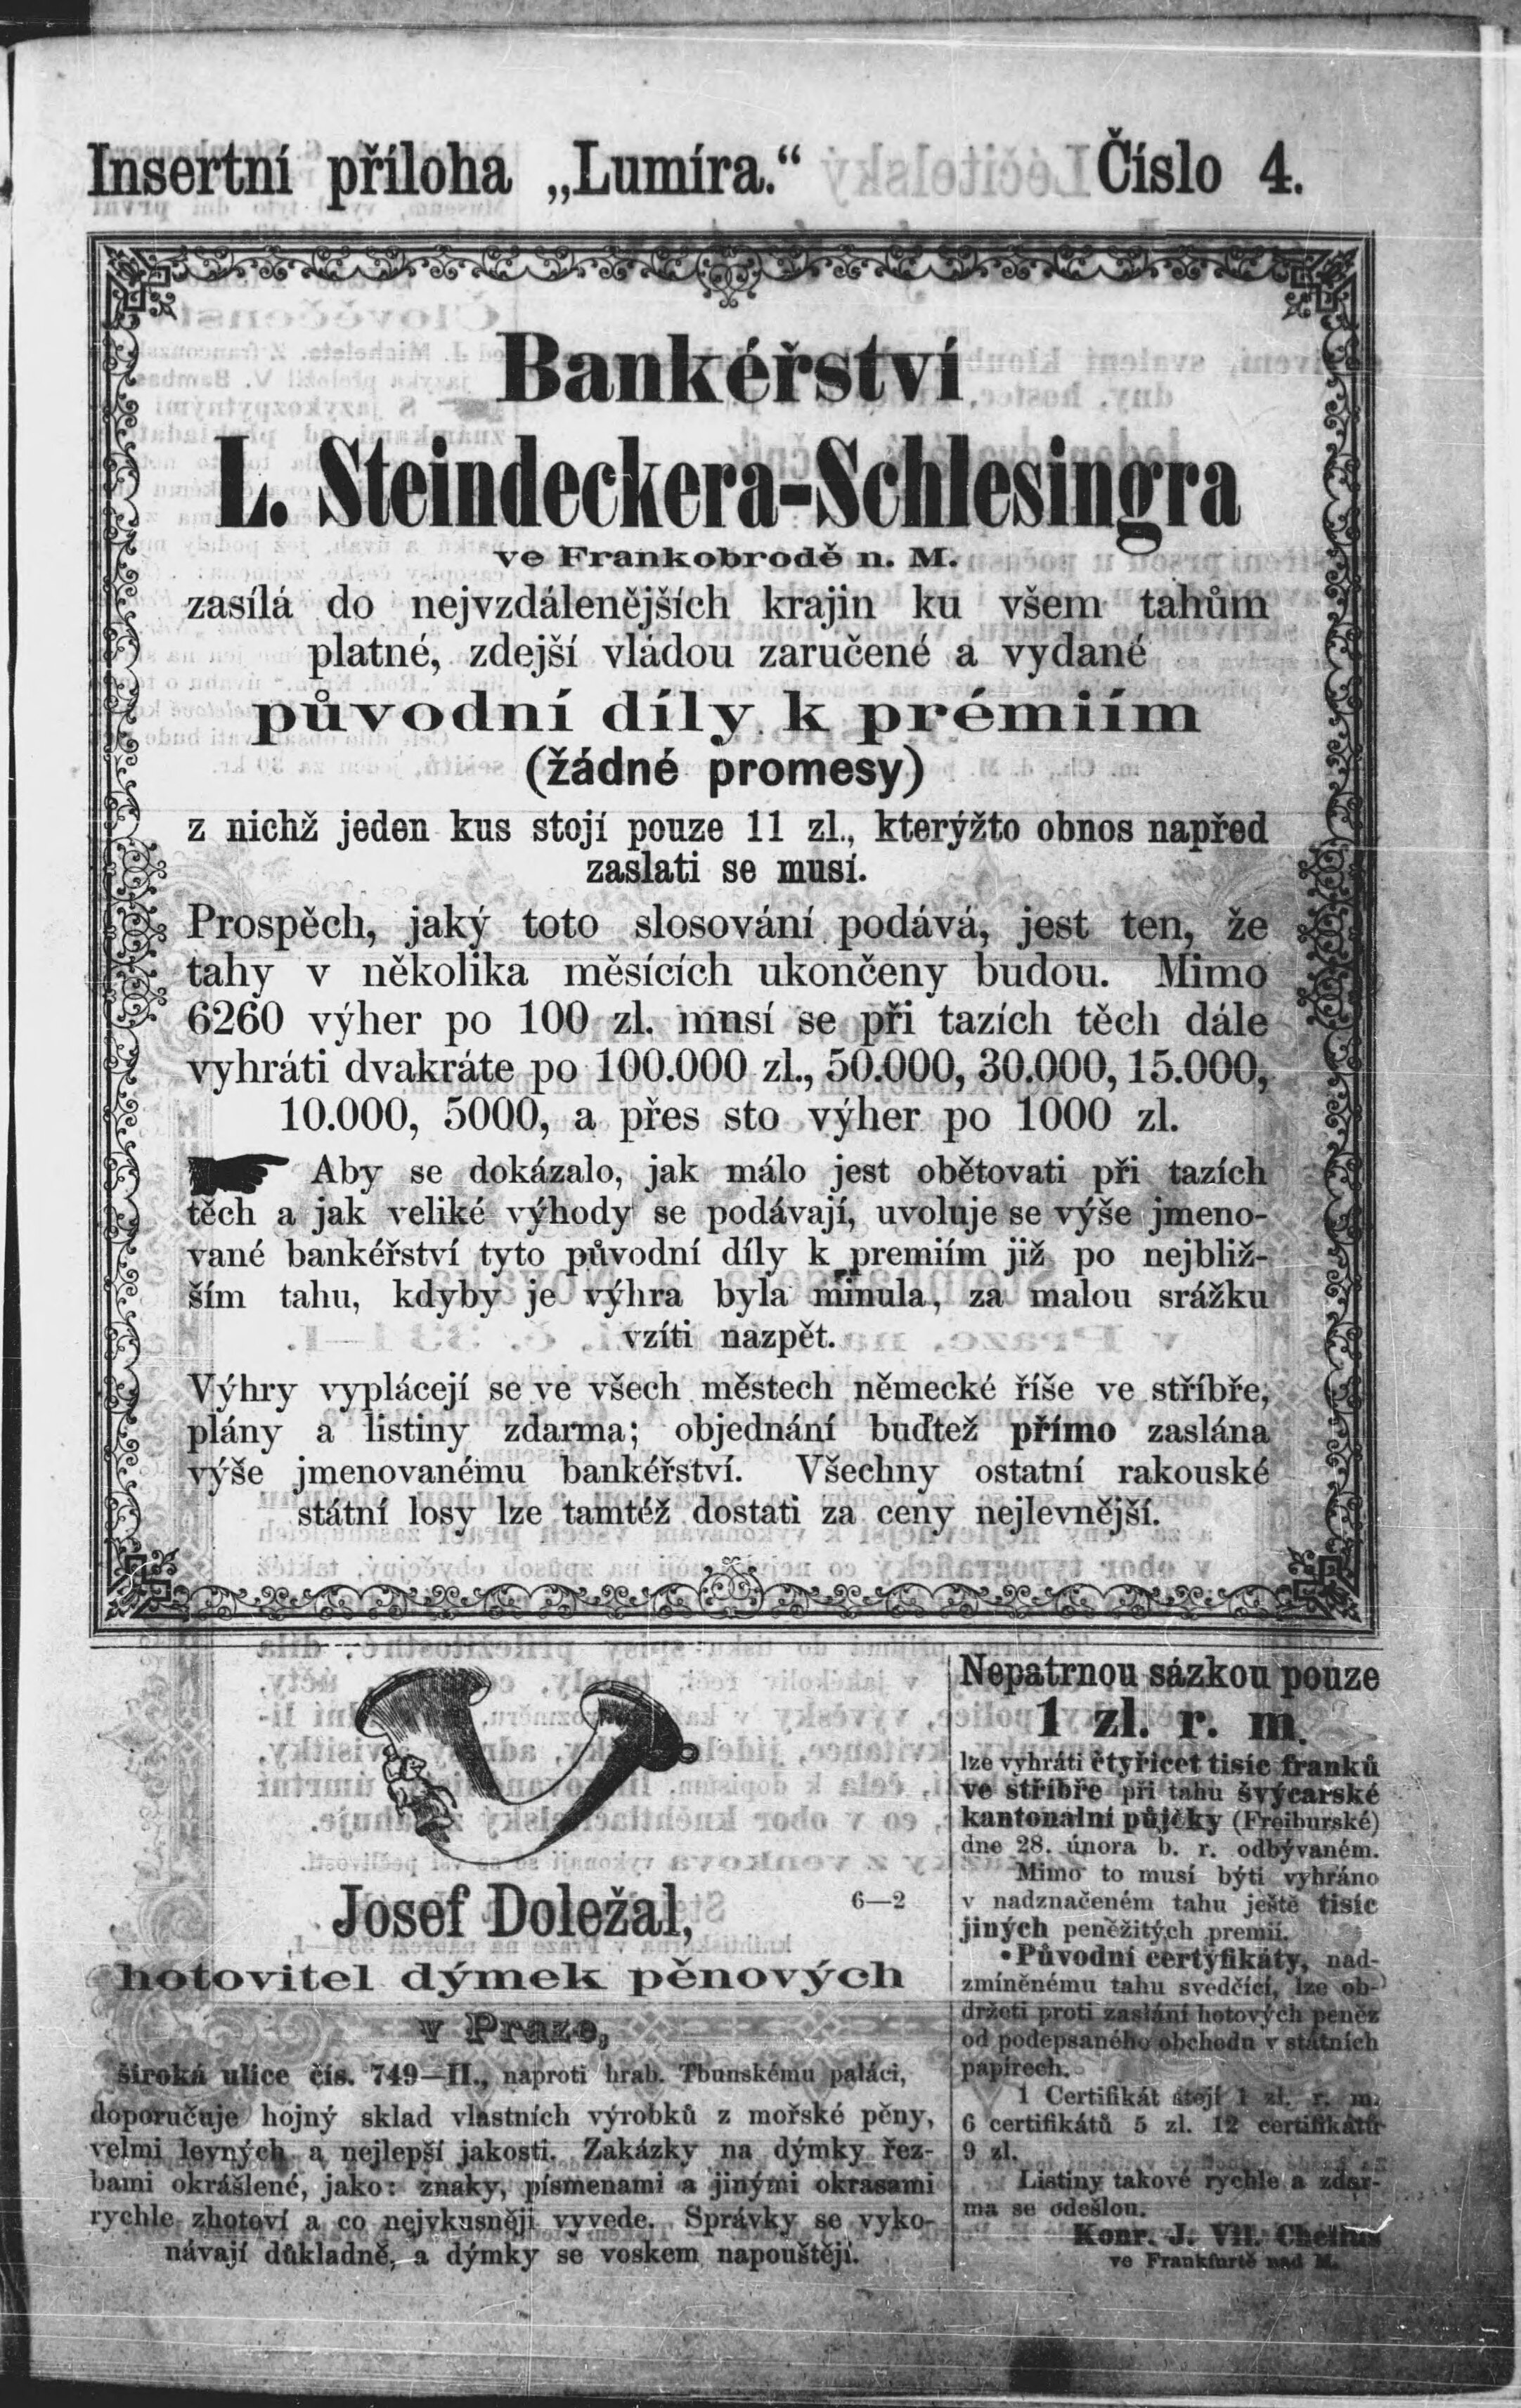 Insertní příloha „Lumíra.“ Číslo 4.
Bankéřství
L. Steindeckera-Schlesingra
ve Frankobrodě n. M.
zasílá do nejvzdálenějších krajin ku všem tahům
platné, zdejší vládou zaručené a vydané
původní díly k prémiím
(žádné promesy)
z nichž jeden kus stojí pouze 11 zl., kterýžto obnos napřed
zaslati se musí.
Prospěch, jaký toto slosování podává, jest ten, že
tahy v několika měsících ukončeny budou. Mimo
6260 výher po 100 zl. musí se při tazích těch dále
vyhráti dvakráte po 100.000 zl., 50.000, 30.000, 15.000,
10.000, 5000, a přes sto výher po 1000 zl.
Aby se dokázalo, jak málo jest obětovati při tazích
těch a jak veliké výhody se podávají, uvoluje se výše jmeno-
vané bankéřství tyto původní díly k premiím již po nejbliž-
ším tahu, kdyby je výhra byla minula, za malou srážku
vzíti nazpět.
Výhry vyplácejí se ve všech městech německé říše ve stříbře,
plány a listiny zdarma; objednání buďtež přímo zaslána
výše jmenovanému bankéřství. Všechny ostatní rakouské
státní losy lze tamtéž dostati za ceny nejlevnější.
Josef Doležal,
6—2
hotovitel dýmek pěnových
v Praze,
široká ulice čís. 749—II., naproti hrab. Thunskému paláci,
doporučuje hojný sklad vlastních výrobků z mořské pěny,
velmi levných a nejlepší jakosti. Zakázky na dýmky řez-
bami okrášlené, jako: znaky, písmenami a jinými okrasami
rychle zhotoví a co nejvkusněji vyvede. Správky se vyko-
návají důkladně, a dýmky se voskem napouštějí.
Nepatrnou sázkou pouze
1 zl. r. m.
lze vyhráti čtyřicet tisíc franků
ve stříbře při tahu švýcarské
kantonalní půjčky (Freiburské)
dne 28. února b. r. odbývaném.
Mimo to musí býti vyhráno
v nadznačeném tahu ještě tisíc
jiných peněžitých premií.
Původní certyfikáty, nad-
zmíněnému tahu svedčící, lze ob-
držeti proti zaslání hotových peněz
od podepsaného obchodu v státních
papírech.
1 Certifikát stojí 1 zl. r. m.
6 certifikátů 5 zl. 12 certifikátů
9 zl.
Listiny takové rychle a zdar-
ma se odešlou.
Konr. J. Vil. Chelius
ve Frankfurtě nad M.